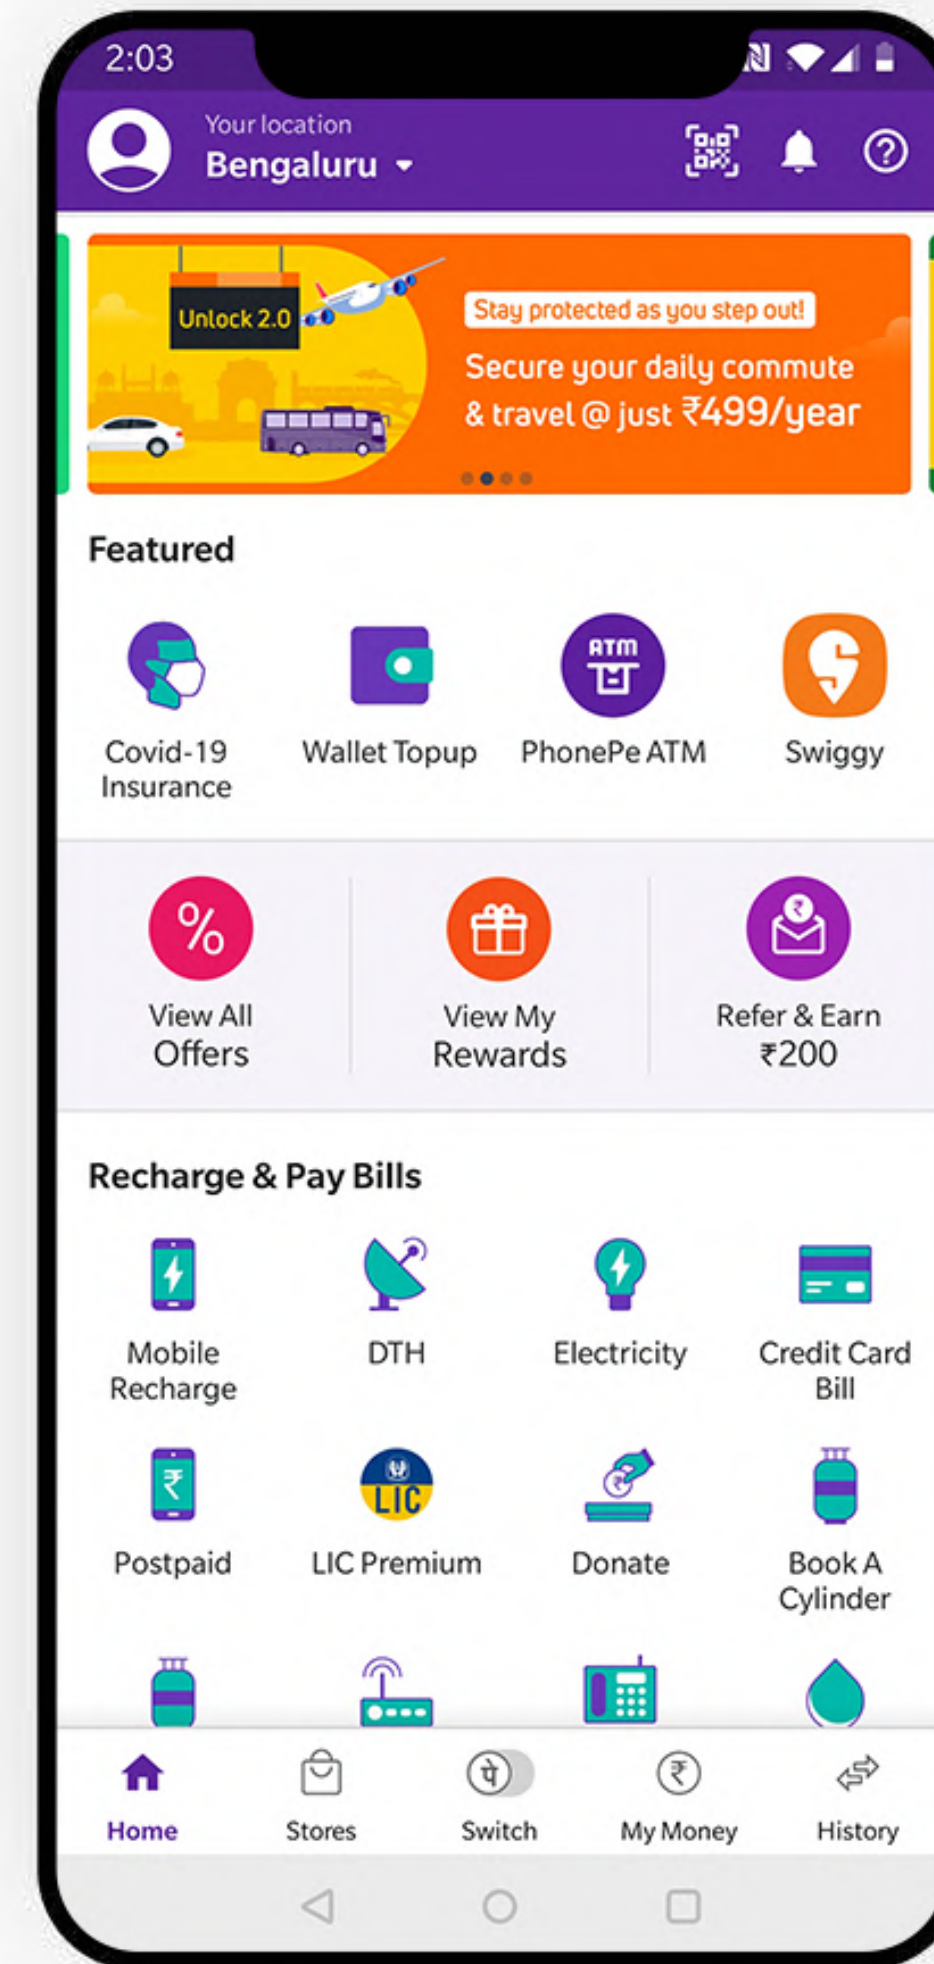 2:03
Your location
Bengaluru
Unlock 2.0
Stay protected as you step out!
Secure your daily commute
& travel @ just ₹499/year
Featured
ATM
Covid-19 Insurance
Wallet Topup
PhonePe ATM
Swiggy
%
View All Offers
View My Rewards
₹
Refer & Earn ₹200
Recharge & Pay Bills
Mobile Recharge
DTH
Electricity
Credit Card Bill
₹
LIC
₹
Postpaid
LIC Premium
Donate
Book A Cylinder
पे
₹
Home
Stores
Switch
My Money
History